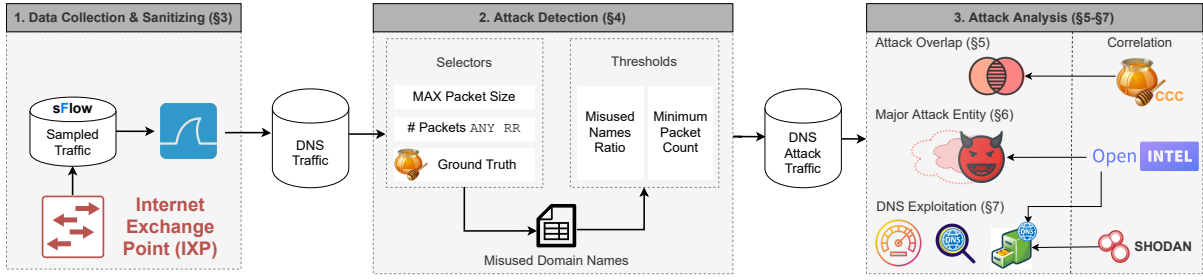 1. Data Collection & Sanitizing (§3)
sFlow
Sampled
Traffic
Internet
Exchange
Point (IXP)
DNS
Traffic
2. Attack Detection (§4)
Selectors
MAX Packet Size
# Packets ANY RR
Ground Truth
Thresholds
Misused
Names
Ratio
Minimum
Packet
Count
Misused Domain Names
DNS
Attack
Traffic
3. Attack Analysis (§5-§7)
Attack Overlap (§5)
Correlation
CCC
Major Attack Entity (§6)
Open INTEL
DNS Exploitation (§7)
DNS
DNS
SHODAN